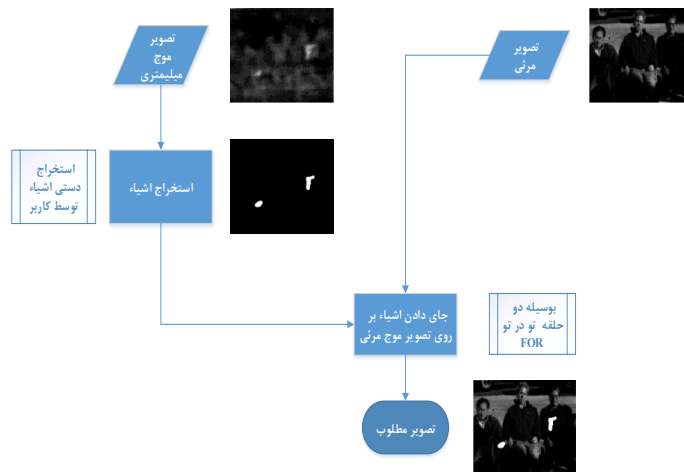 تصویر
موج
میلیمتری
تصویر
مرئی
استخراج
دستی اشیاء
توسط کاربر
استخراج اشیاء
جای دادن اشیاء بر
روی تصویر موج مرئی
بوسیله دو
حلقه تو در تو
FOR
تصویر مطلوب